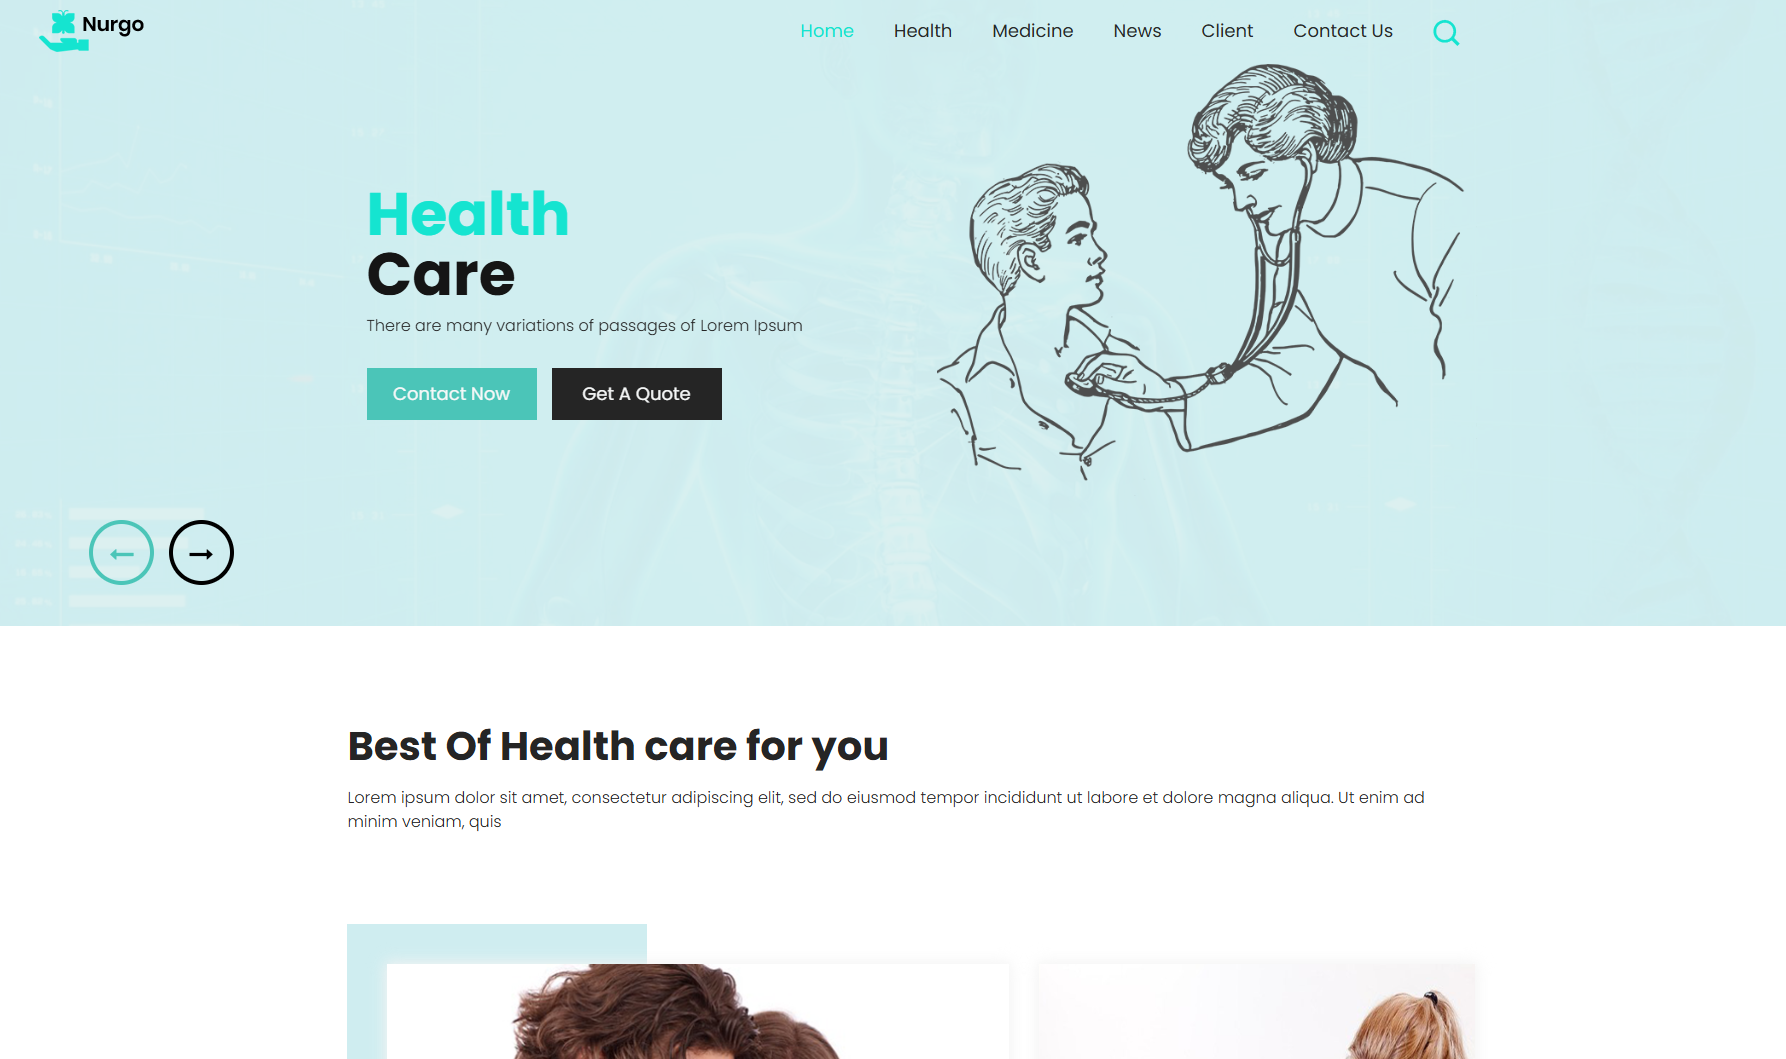 Nurgo
Home Health Medicine News Client Contact Us
Health
Care
There are many variations of passages of Lorem Ipsum
Contact Now Get A Quote
Best Of Health care for you
Lorem ipsum dolor sit amet, consectetur adipiscing elit, sed do eiusmod tempor incididunt ut labore et dolore magna aliqua. Ut enim ad
minim veniam, quis